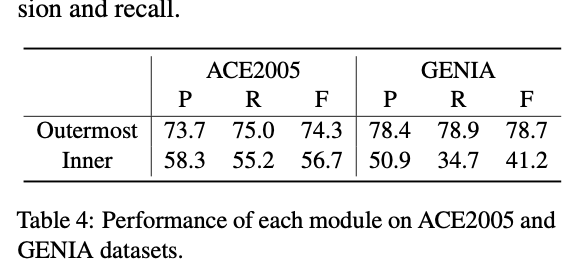 sion and recall.
ACE2005 GENIA
P R F P R F
Outermost 73.7 75.0 74.3 78.4 78.9 78.7
Inner 58.3 55.2 56.7 50.9 34.7 41.2
Table 4: Performance of each module on ACE2005 and
GENIA datasets.